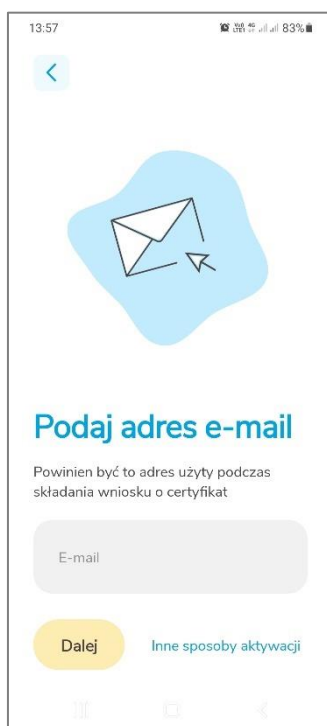 13:57 83%
Podaj adres e-mail
Powinien być to adres użyty podczas
składania wniosku o certyfikat
E-mail
Dalej Inne sposoby aktywacji